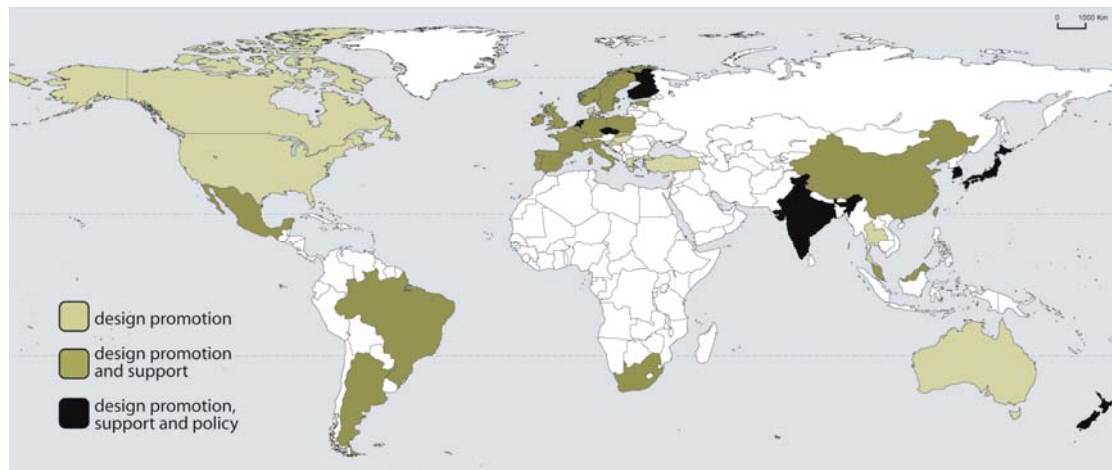 0 1000 Km
design promotion
design promotion
and support
design promotion,
support and policy